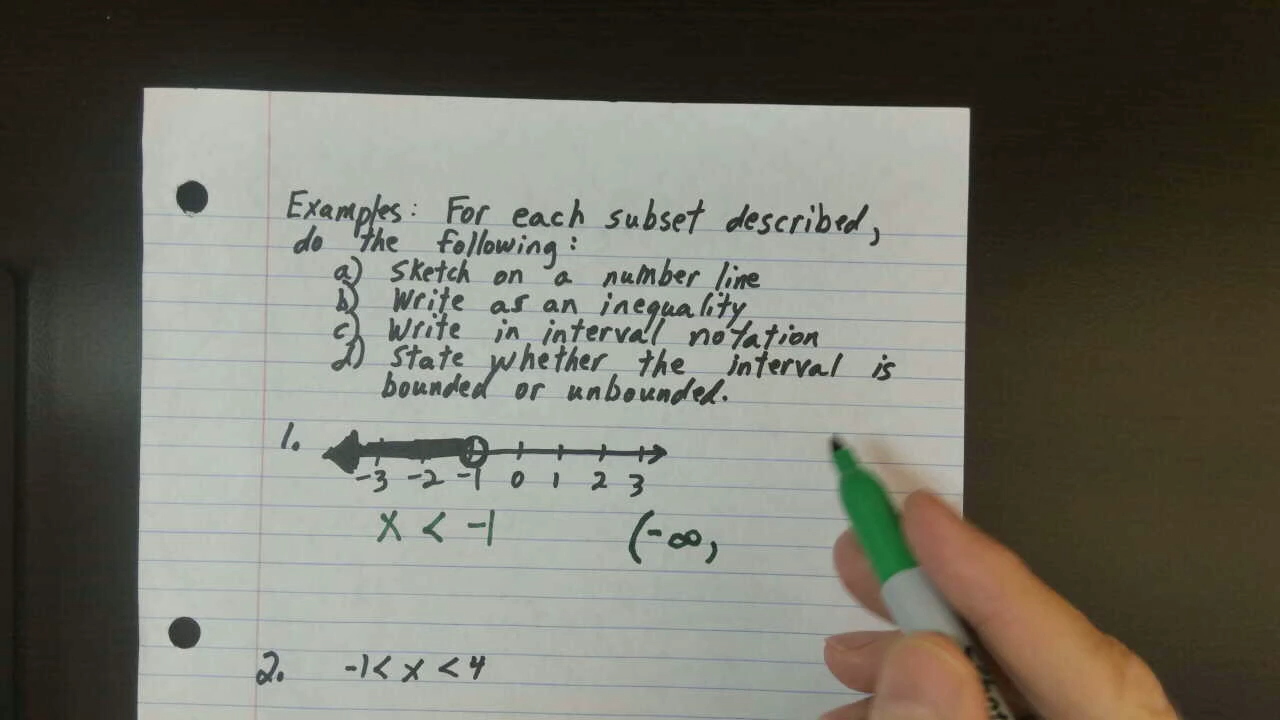 Examples: For each subset described,
do the following:
a) Sketch on a number line
b) Write as an inequality
c) Write in interval notation
d) State whether the interval is
bounded or unbounded.
1.
-3 -2 -1 0 1 2 3
x < -1 (-∞,
2. -1 < x < 4